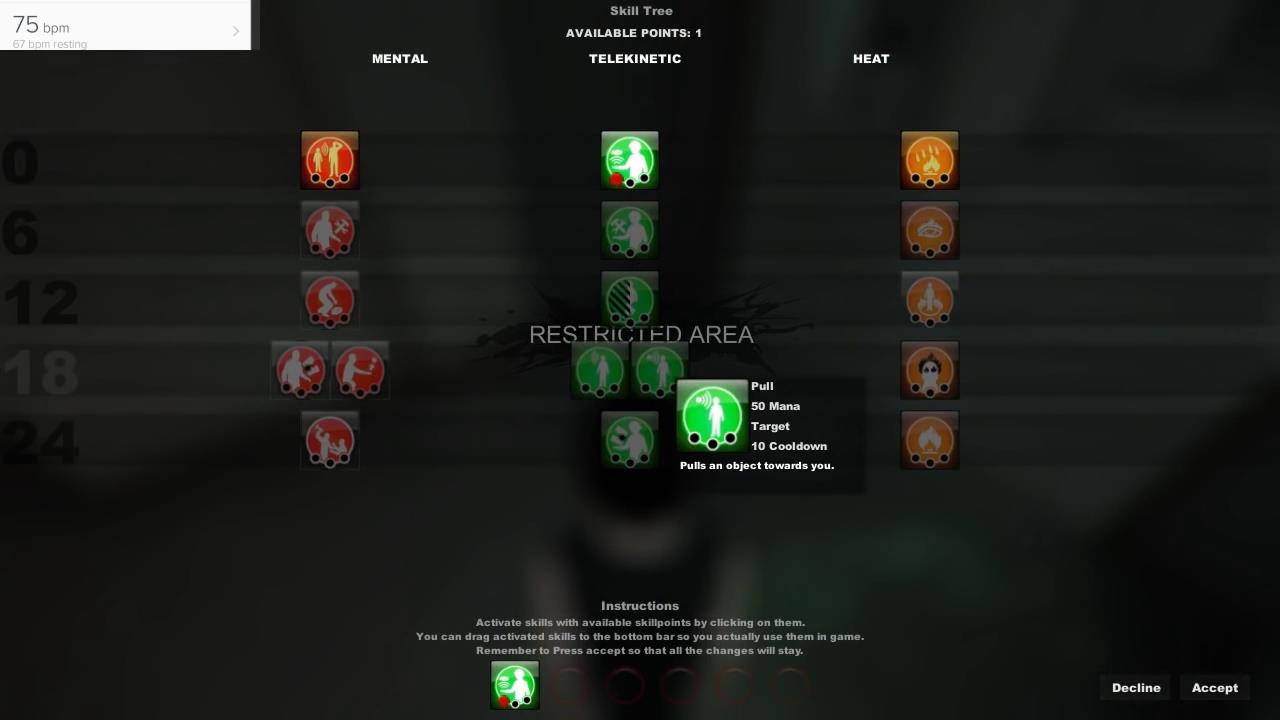 75 bpm
67 bpm resting
Skill Tree
AVAILABLE POINTS: 1
MENTAL
TELEKINETIC
HEAT
0
6
12
RESTRICTED AREA
18
Pull
50 Mana
Target
10 Cooldown
Pulls an object towards you.
24
Instructions
Activate skills with available skillpoints by clicking on them.
You can drag activated skills to the bottom bar so you actually use them in game.
Remember to Press accept so that all the changes will stay.
Decline
Accept